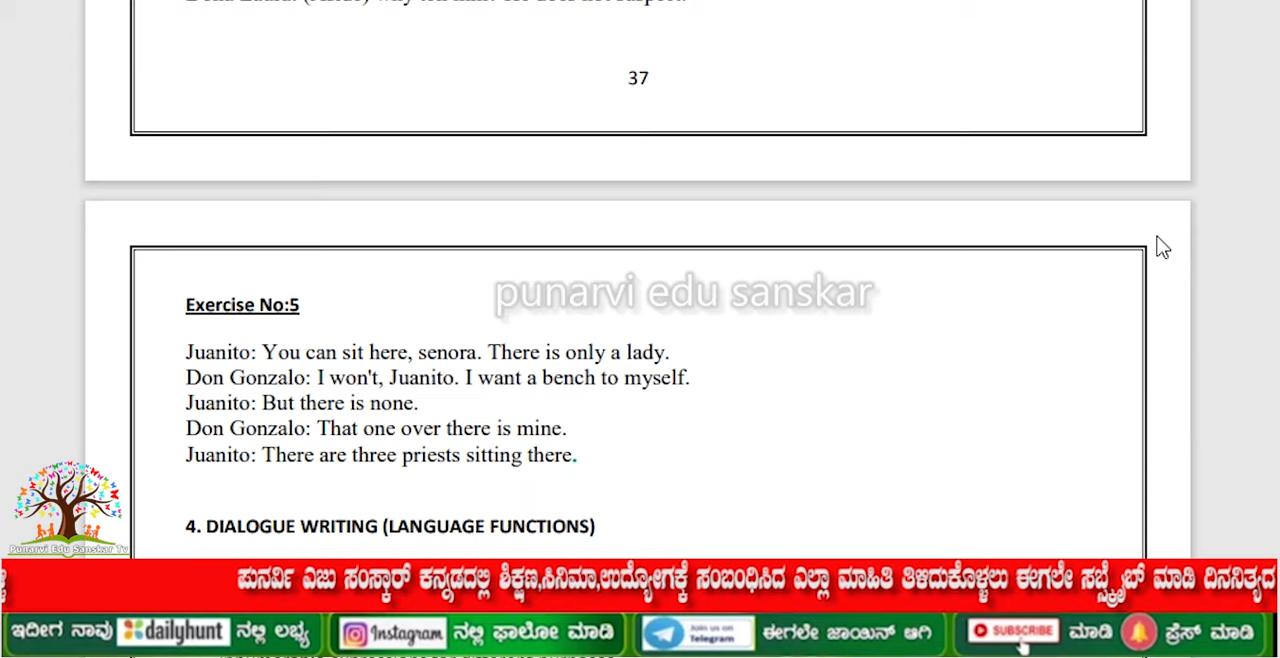 37
punarvi edu sanskar
Exercise No:5
Juanito: You can sit here, senora. There is only a lady.
Don Gonzalo: I won't, Juanito. I want a bench to myself.
Juanito: But there is none.
Don Gonzalo: That one over there is mine.
Juanito: There are three priests sitting there.
Punarvi Edu Sanskar Tv
4. DIALOGUE WRITING (LANGUAGE FUNCTIONS)
ಪುನರ್ವಿ ಎಜು ಸಂಸ್ಕಾರ್ ಕನ್ನಡದಲ್ಲಿ ಶಿಕ್ಷಣ,ಸಿನಿಮಾ,ಉದ್ಯೋಗಕ್ಕೆ ಸಂಬಂಧಿಸಿದ ಎಲ್ಲಾ ಮಾಹಿತಿ ತಿಳಿದುಕೊಳ್ಳಲು ಈಗಲೇ ಸಬ್ಸ್ಕ್ರೈಬ್ ಮಾಡಿ ದಿನನಿತ್ಯದ
ಇದೀಗ ನಾವು dailyhunt ನಲ್ಲಿ ಲಭ್ಯ Instagram ನಲ್ಲಿ ಫಾಲೋ ಮಾಡಿ Join us on Telegram ಈಗಲೇ ಜಾಯಿನ್ ಆಗಿ SUBSCRIBE ಮಾಡಿ ಪ್ರೆಸ್ ಮಾಡಿ